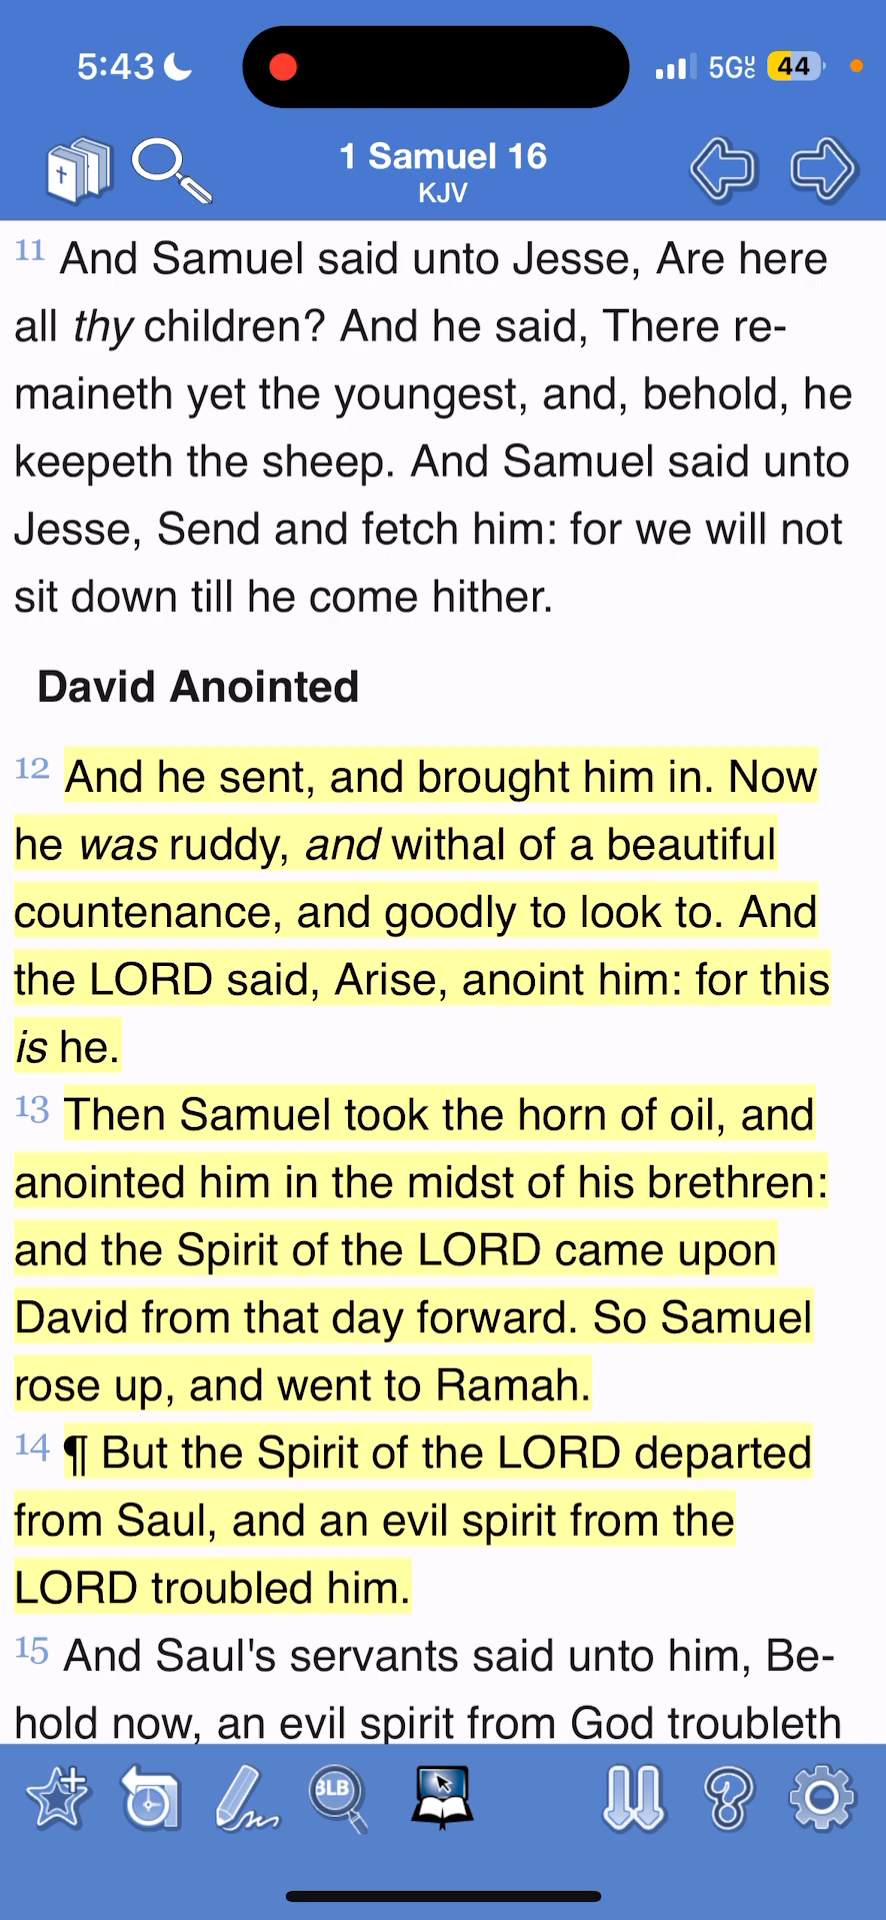 5:43
5G UC 44
1 Samuel 16
KJV
11 And Samuel said unto Jesse, Are here
all thy children? And he said, There re-
maineth yet the youngest, and, behold, he
keepeth the sheep. And Samuel said unto
Jesse, Send and fetch him: for we will not
sit down till he come hither.
David Anointed
12 And he sent, and brought him in. Now
he was ruddy, and withal of a beautiful
countenance, and goodly to look to. And
the LORD said, Arise, anoint him: for this
is he.
13 Then Samuel took the horn of oil, and
anointed him in the midst of his brethren:
and the Spirit of the LORD came upon
David from that day forward. So Samuel
rose up, and went to Ramah.
14 ¶ But the Spirit of the LORD departed
from Saul, and an evil spirit from the
LORD troubled him.
15 And Saul's servants said unto him, Be-
hold now, an evil spirit from God troubleth
BLB